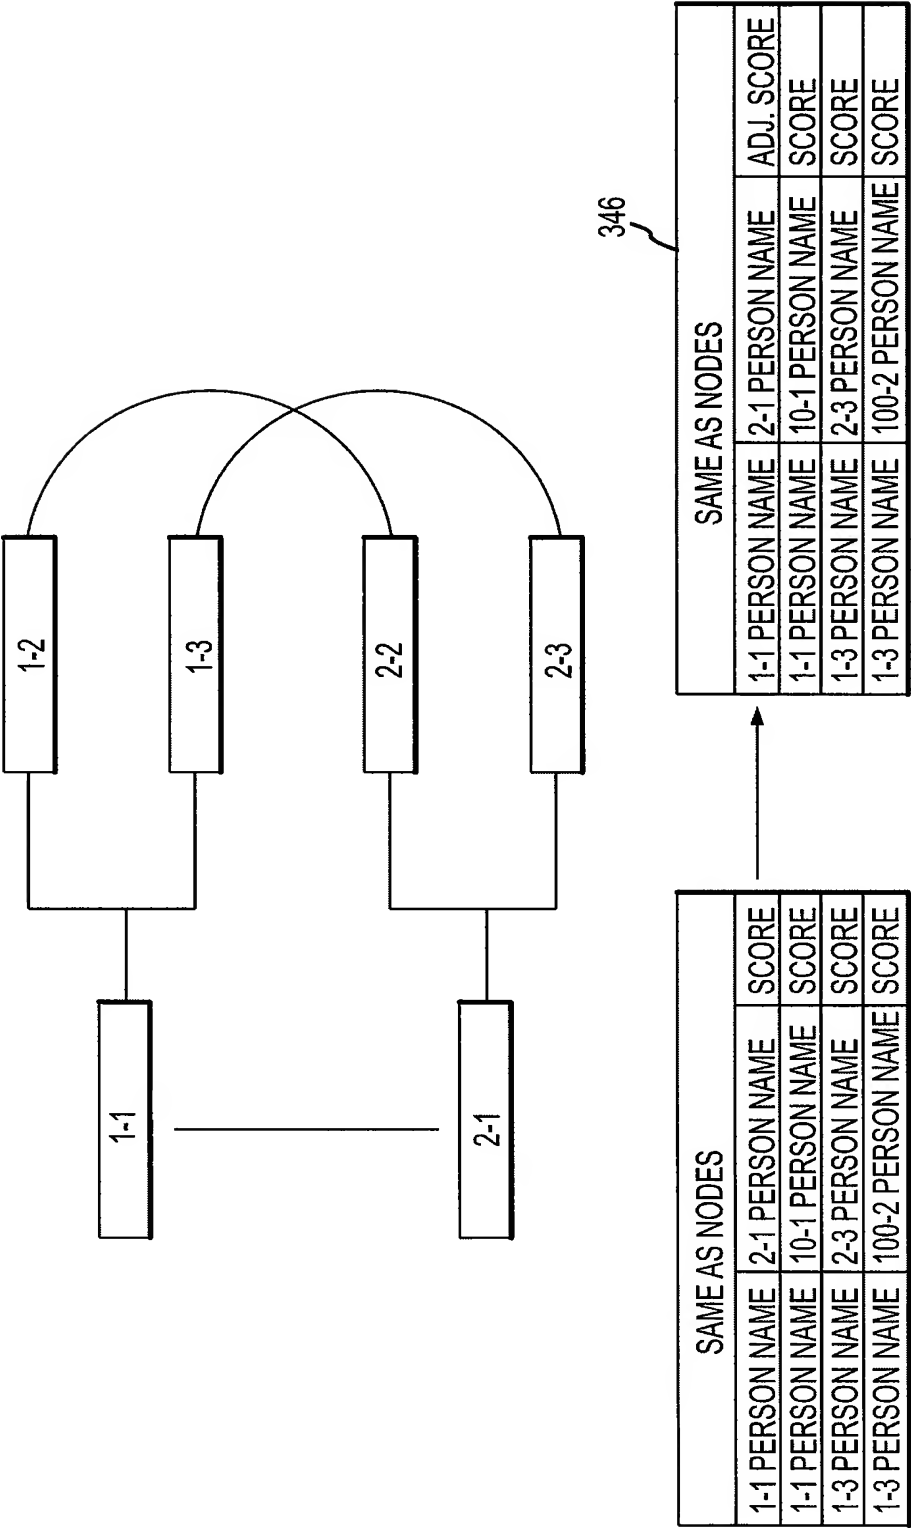 1-1
1-2
1-3
2-1
2-2
2-3
SAME AS NODES
1-1 PERSON NAME 2-1 PERSON NAME SCORE
1-1 PERSON NAME 10-1 PERSON NAME SCORE
1-3 PERSON NAME 2-3 PERSON NAME SCORE
1-3 PERSON NAME 100-2 PERSON NAME SCORE
346
SAME AS NODES
1-1 PERSON NAME 2-1 PERSON NAME ADJ. SCORE
1-1 PERSON NAME 10-1 PERSON NAME SCORE
1-3 PERSON NAME 2-3 PERSON NAME SCORE
1-3 PERSON NAME 100-2 PERSON NAME SCORE